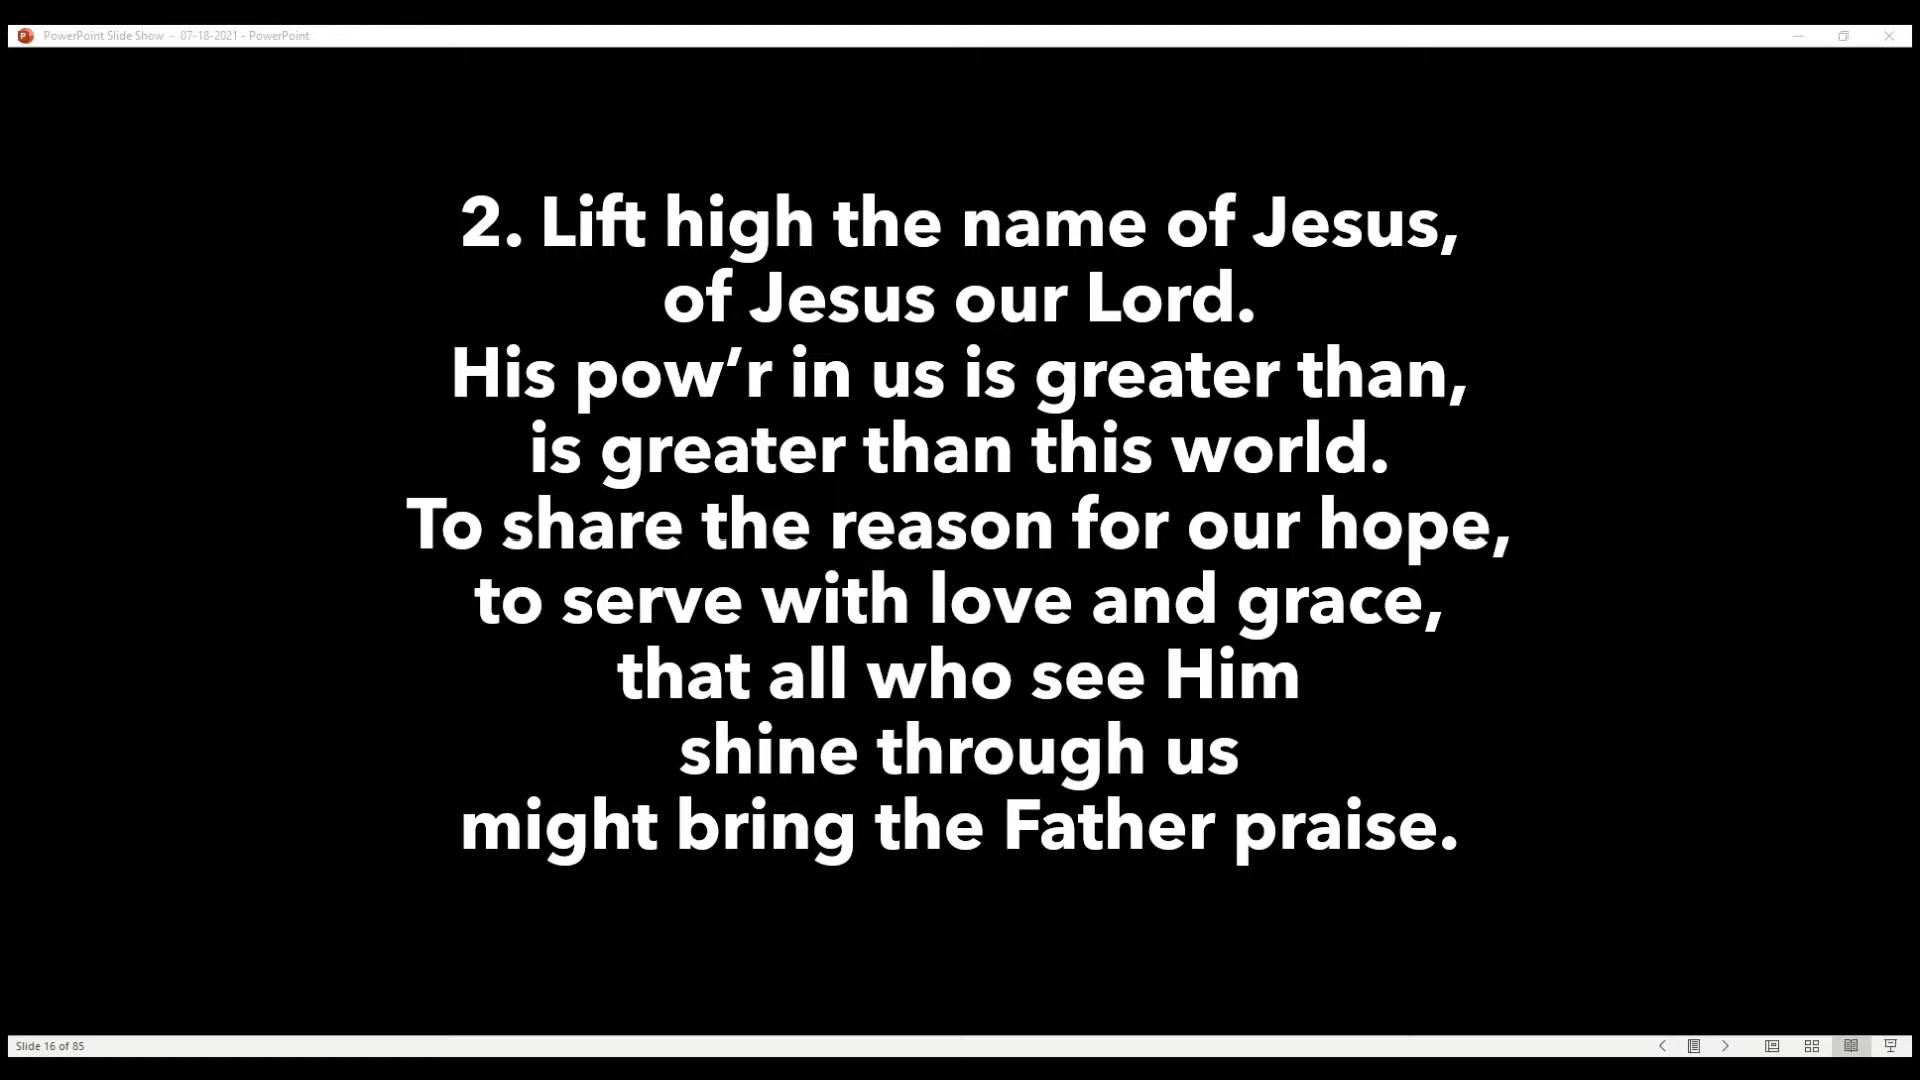 PowerPoint Slide Show - 07-18-2021 - PowerPoint
2. Lift high the name of Jesus,
of Jesus our Lord.
His pow’r in us is greater than,
is greater than this world.
To share the reason for our hope,
to serve with love and grace,
that all who see Him
shine through us
might bring the Father praise.
Slide 16 of 85